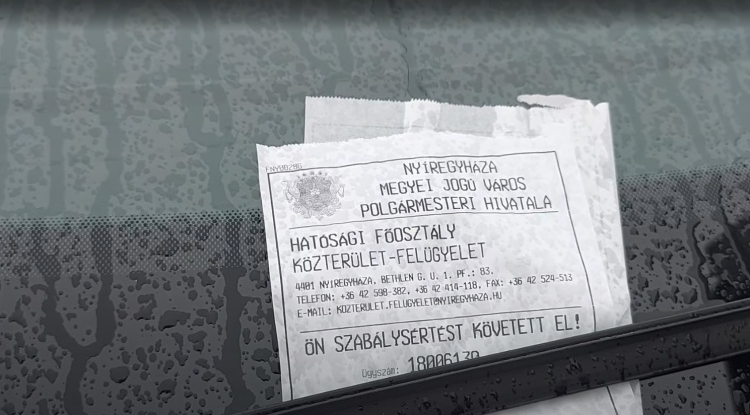 NYÍREGYHÁZA
MEGYEI JOGÚ VÁROS
POLGÁRMESTERI HIVATALA
HATÓSÁGI FŐOSZTÁLY
KÖZTERÜLET-FELÜGYELET
4401 NYÍREGYHÁZA, BETHLEN G. U. 1. PF.: 83.
TELEFON: +36 42 598-382, +36 42 414-118, FAX: +36 42 524-513
E-MAIL: KOZTERULET.FELUGYELET@NYIREGYHAZA.HU
ÖN SZABÁLYSÉRTÉST KÖVETETT EL!
Ügyszám: